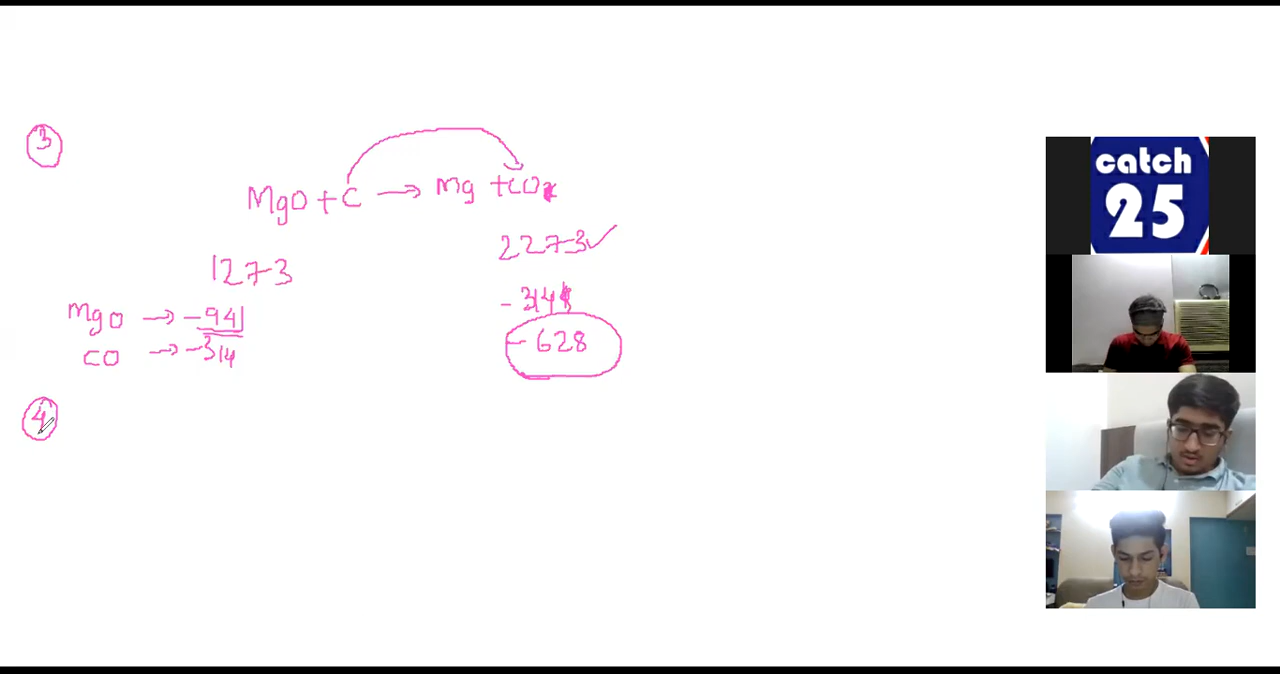 3
MgO + C → Mg + CO
2273✓
1273
MgO → -941
CO → -314
-314
-628
4
catch
25